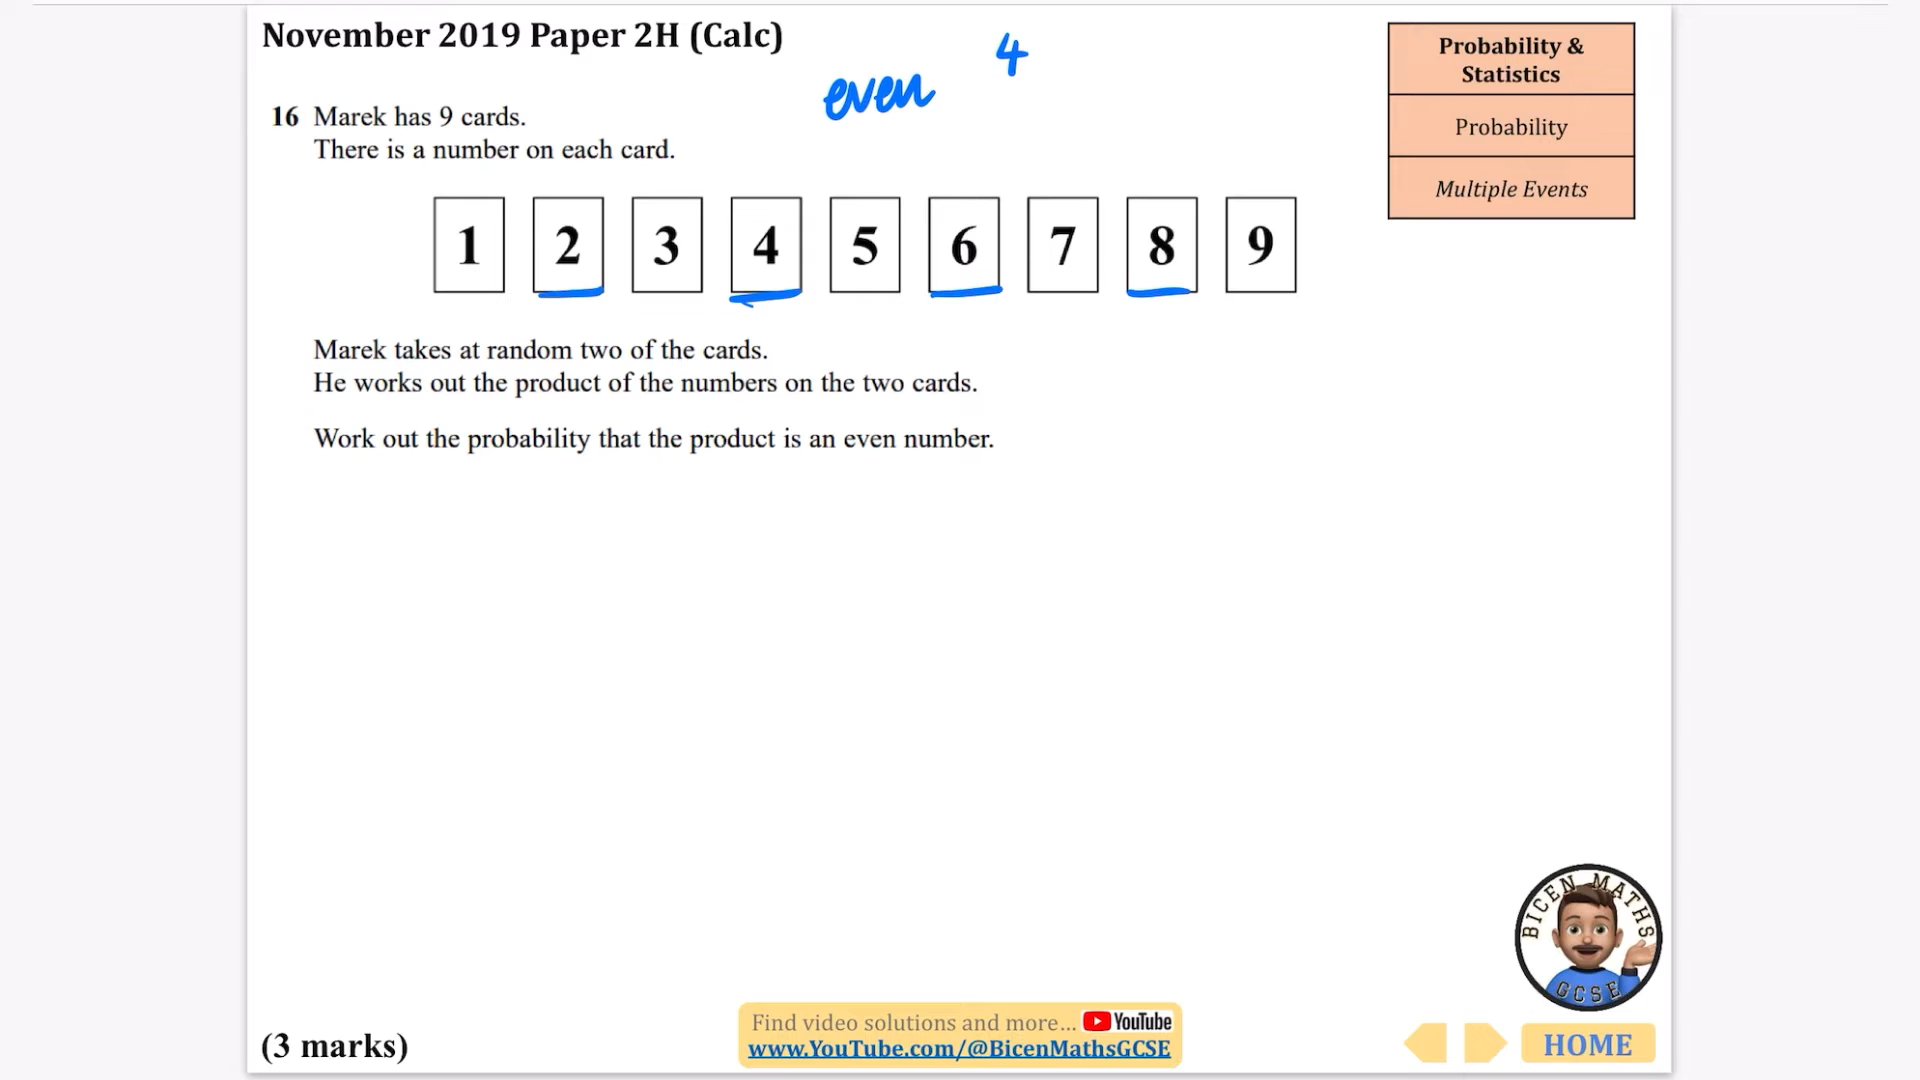 November 2019 Paper 2H (Calc)
even 4
Probability &
Statistics
Probability
Multiple Events
16 Marek has 9 cards.
There is a number on each card.
1 2 3 4 5 6 7 8 9
Marek takes at random two of the cards.
He works out the product of the numbers on the two cards.
Work out the probability that the product is an even number.
BICEN MATHS
GCSE
(3 marks)
Find video solutions and more... YouTube
www.YouTube.com/@BicenMathsGCSE
HOME